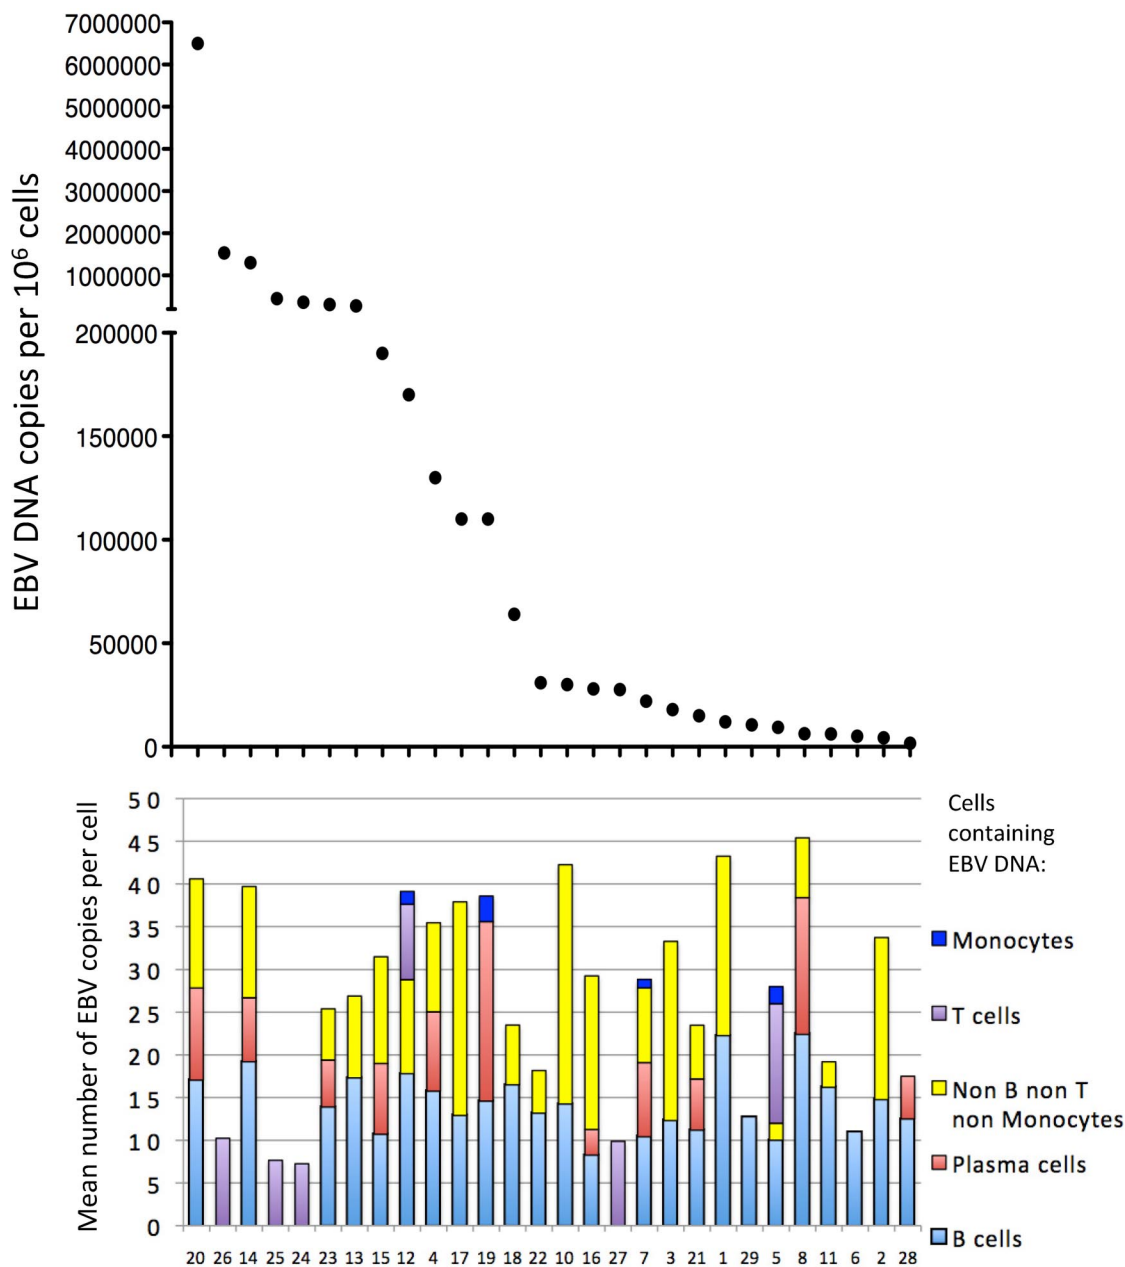 EBV DNA copies per 10⁶ cells
7000000
6000000
5000000
4000000
3000000
2000000
1000000
200000
150000
100000
50000
0
Mean number of EBV copies per cell
50
45
40
35
30
25
20
15
10
5
0
20 26 14 25 24 23 13 15 12 4 17 19 18 22 10 16 27 7 3 21 1 29 5 8 11 6 2 28
Cells
containing
EBV DNA:
Monocytes
T cells
Non B non T
non Monocytes
Plasma cells
B cells